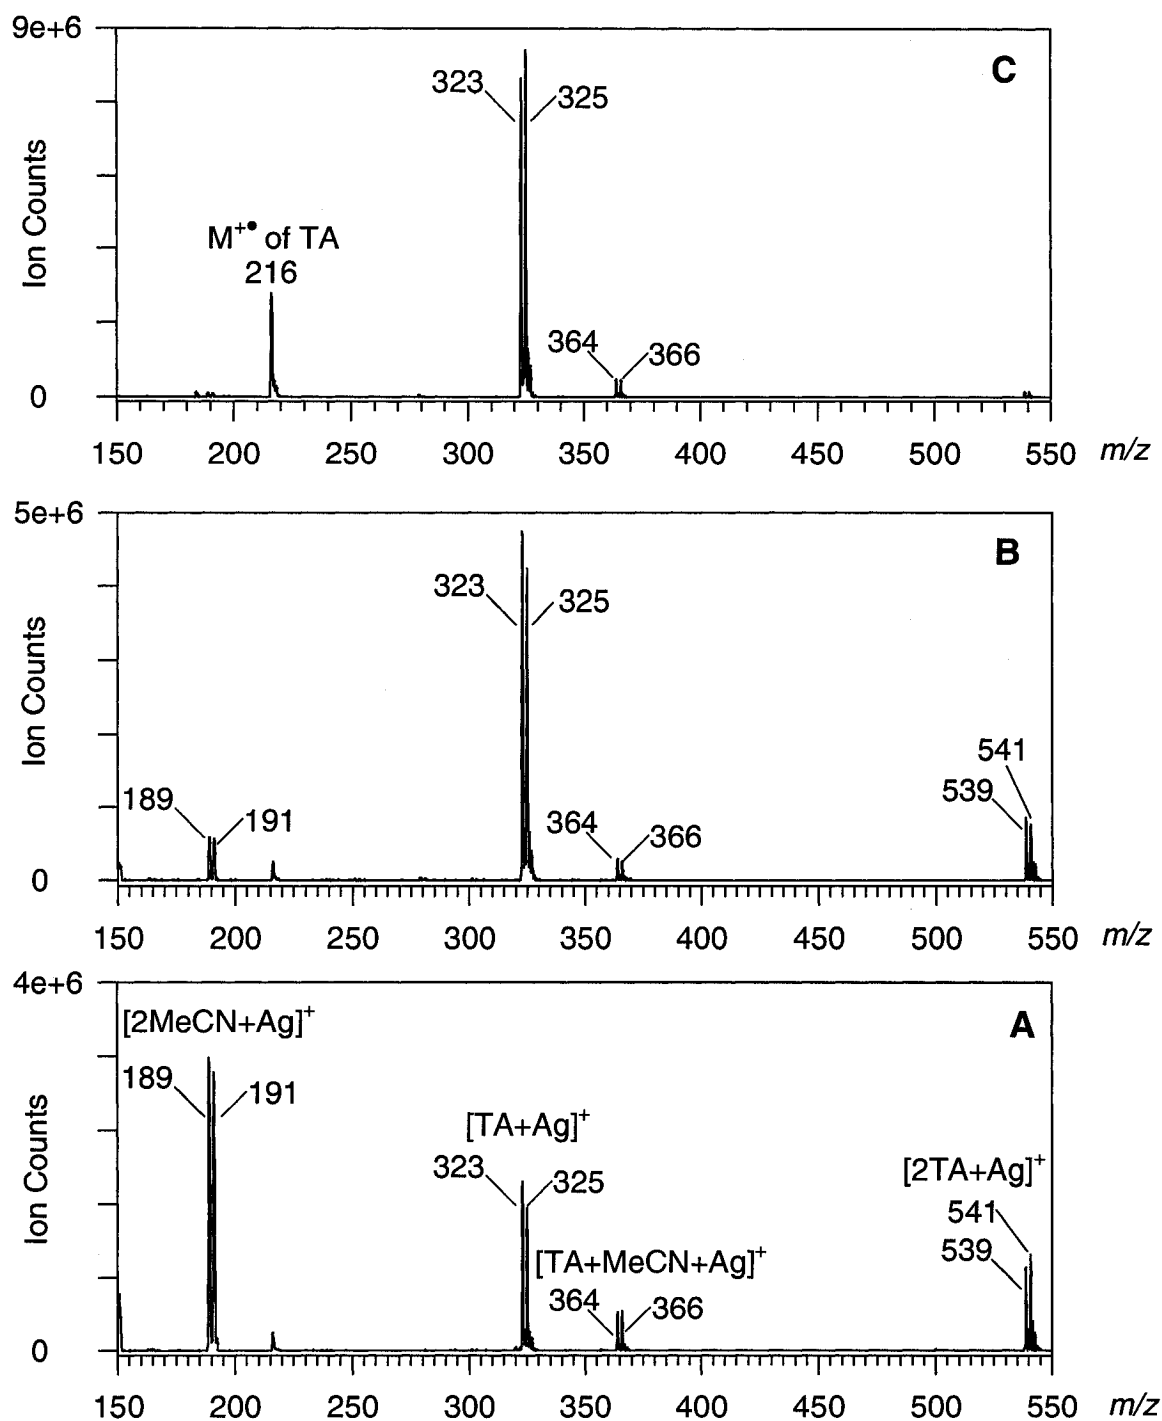 9e+6
C
323
325
Ion Counts
M+• of TA
216
364
366
0
150 200 250 300 350 400 450 500 550 m/z
5e+6
B
323
325
Ion Counts
541
539
189
191
364
366
0
150 200 250 300 350 400 450 500 550 m/z
4e+6
[2MeCN+Ag]+
A
189
191
[TA+Ag]+
323
325
Ion Counts
[2TA+Ag]+
541
539
[TA+MeCN+Ag]+
364
366
0
150 200 250 300 350 400 450 500 550 m/z